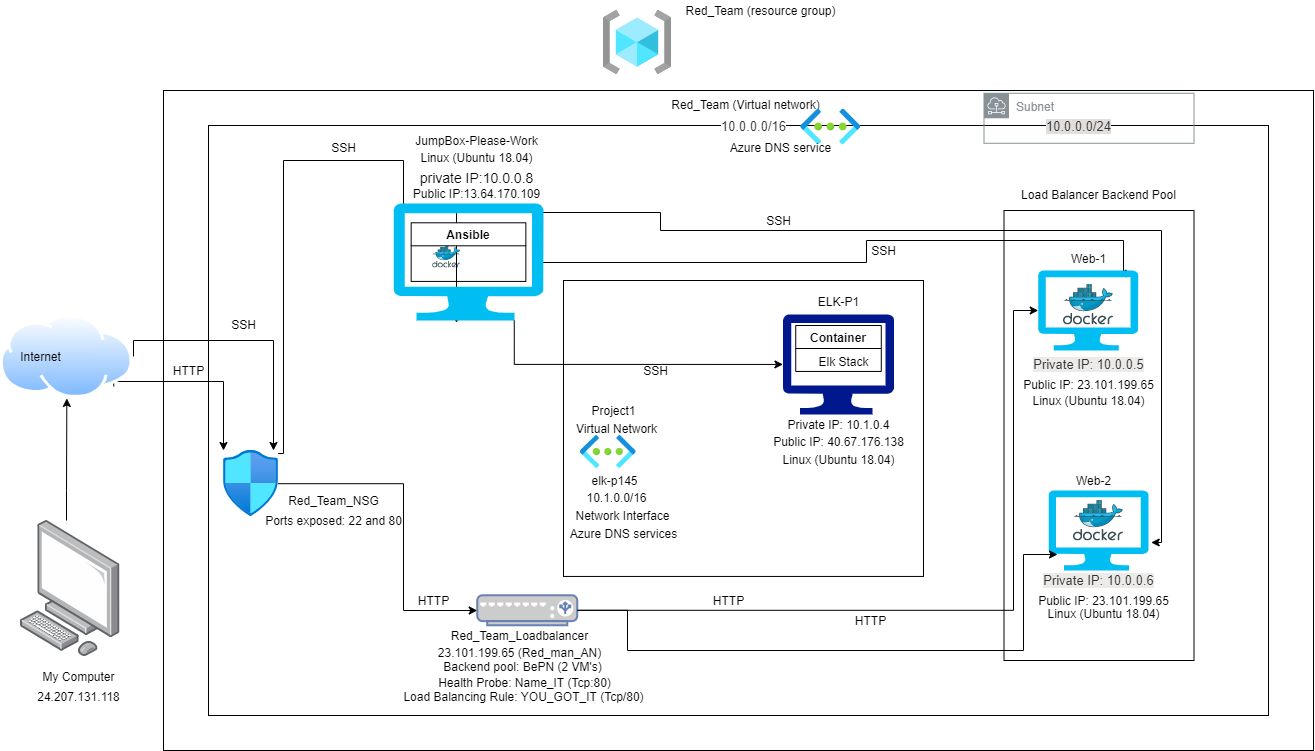 Red_Team (resource group)
Red_Team (Virtual network)
10.0.0.0/16
Azure DNS service
Subnet
10.0.0.0/24
JumpBox-Please-Work
Linux (Ubuntu 18.04)
private IP:10.0.0.8
Public IP:13.64.170.109
SSH
Ansible
docker
SSH
SSH
Load Balancer Backend Pool
Web-1
docker
Private IP: 10.0.0.5
Public IP: 23.101.199.65
Linux (Ubuntu 18.04)
ELK-P1
Container
Elk Stack
SSH
Private IP: 10.1.0.4
Public IP: 40.67.176.138
Linux (Ubuntu 18.04)
Project1
Virtual Network
elk-p145
10.1.0.0/16
Network Interface
Azure DNS services
Internet
SSH
HTTP
Red_Team_NSG
Ports exposed: 22 and 80
Web-2
docker
Private IP: 10.0.0.6
Public IP: 23.101.199.65
Linux (Ubuntu 18.04)
HTTP
HTTP
HTTP
Red_Team_Loadbalancer
23.101.199.65 (Red_man_AN)
Backend pool: BePN (2 VM's)
Health Probe: Name_IT (Tcp:80)
Load Balancing Rule: YOU_GOT_IT (Tcp/80)
My Computer
24.207.131.118